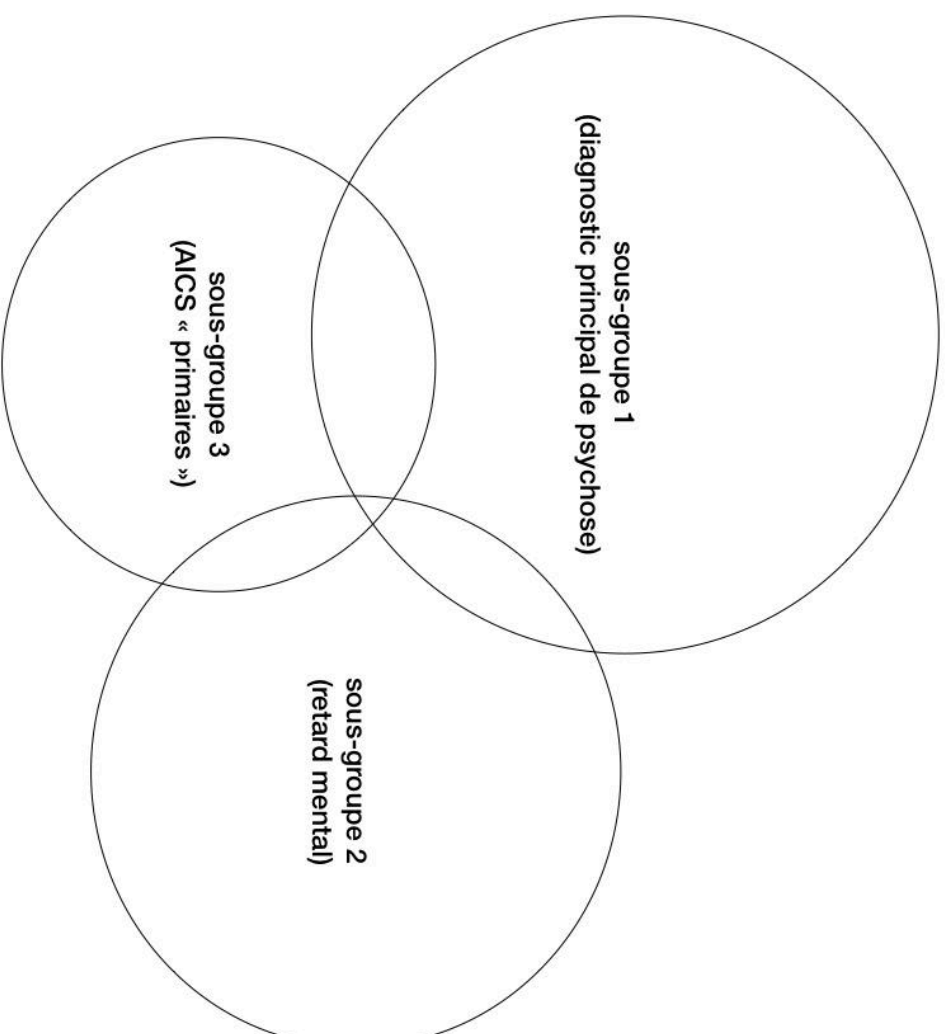 sous-groupe 1
(diagnostic principal de psychose)
sous-groupe 2
(retard mental)
sous-groupe 3
(AICS « primaires »)